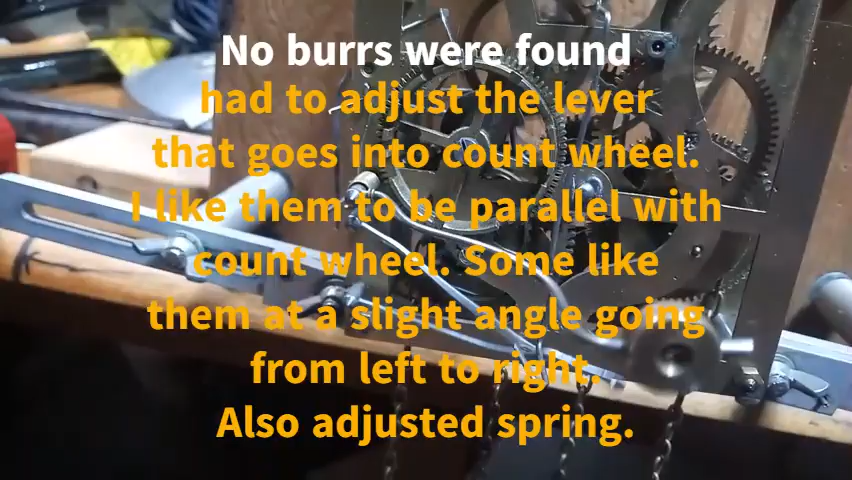 No burrs were found
had to adjust the lever
that goes into count wheel.
I like them to be parallel with
count wheel. Some like
them at a slight angle going
from left to right.
Also adjusted spring.